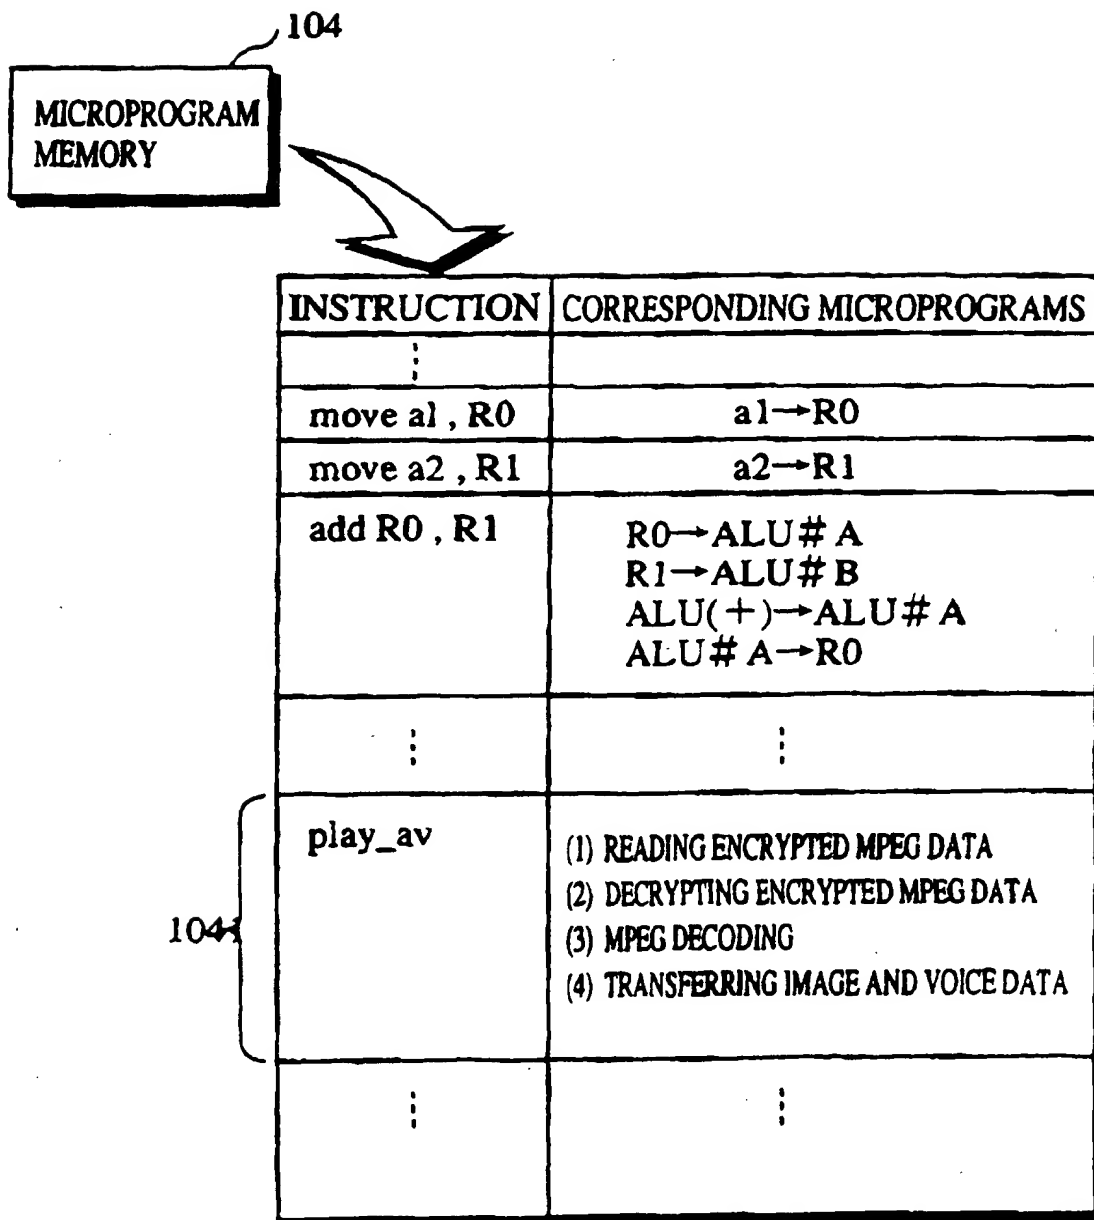 104
MICROPROGRAM
MEMORY
INSTRUCTION CORRESPONDING MICROPROGRAMS
move a1 , R0 a1→R0
move a2 , R1 a2→R1
add R0 , R1 R0→ALU# A
R1→ALU# B
ALU(+)→ALU# A
ALU# A→R0
play_av (1) READING ENCRYPTED MPEG DATA
(2) DECRYPTING ENCRYPTED MPEG DATA
1041 (3) MPEG DECODING
(4) TRANSFERRING IMAGE AND VOICE DATA